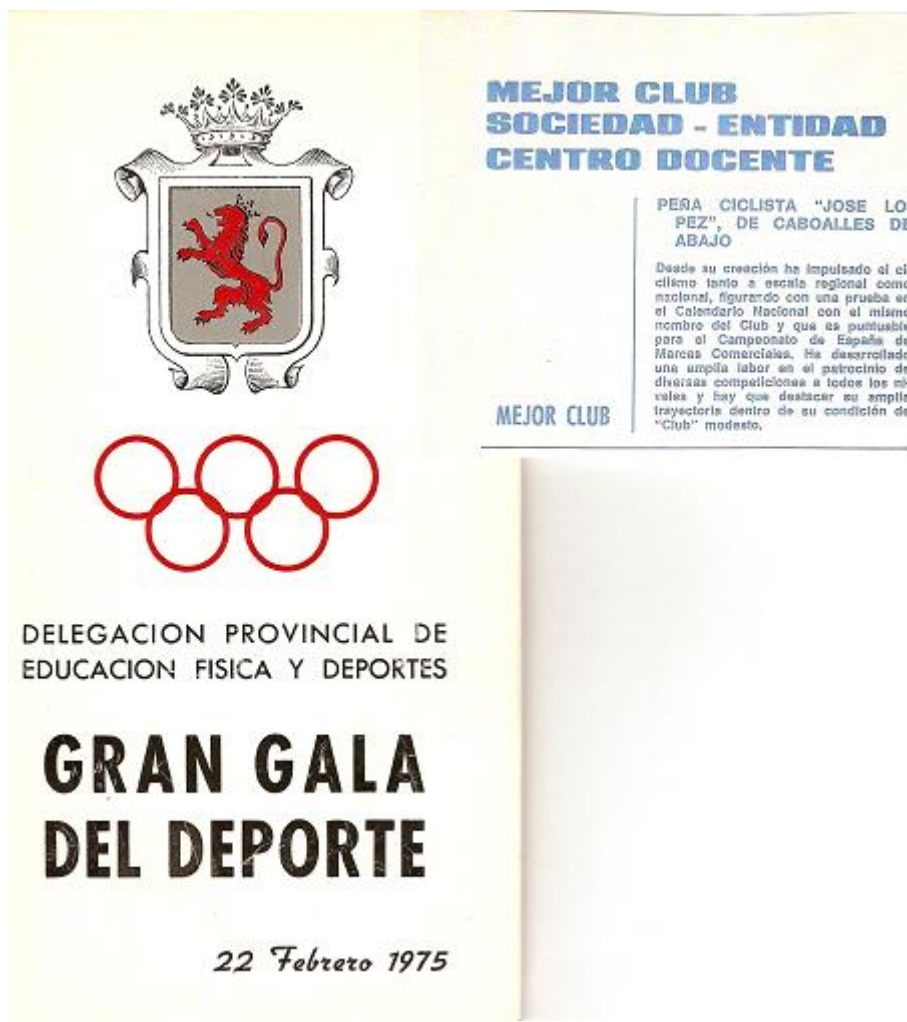 MEJOR CLUB
SOCIEDAD - ENTIDAD
CENTRO DOCENTE
PEÑA CICLISTA "JOSE LO
PEZ", DE CABOALLES DE
ABAJO
Desde su creación ha impulsado el ci
clismo tanto a escala regional como
nacional, figurando con una prueba en
el Calendario Nacional con el mismo
nombre del Club y que es puntuable
para el Campeonato de España de
Marcas Comerciales. Ha desarrollado
una amplia labor en el patrocinio de
diversas competiciones a todos los ni-
veles y hay que destacar su amplia
trayectoria dentro de su condición de
"Club" modesto.
MEJOR CLUB
DELEGACION PROVINCIAL DE
EDUCACION FISICA Y DEPORTES
GRAN GALA
DEL DEPORTE
22 Febrero 1975